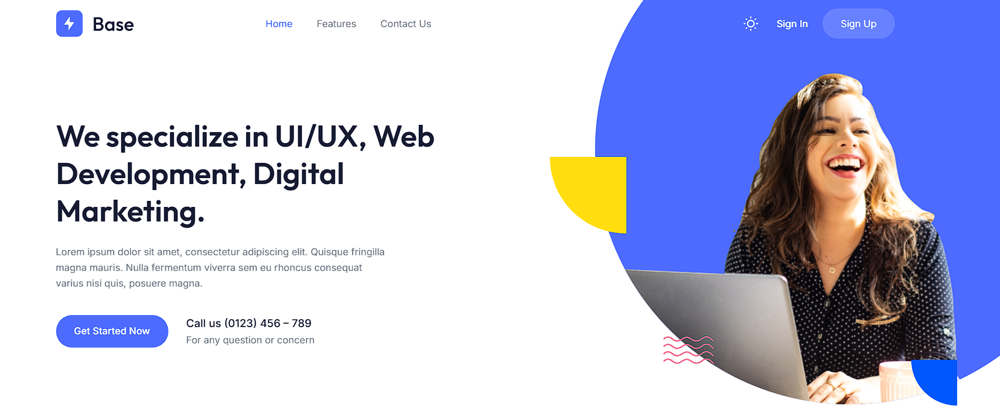 Base
Home
Features
Contact Us
Sign In
Sign Up
We specialize in UI/UX, Web
Development, Digital
Marketing.
Lorem ipsum dolor sit amet, consectetur adipiscing elit. Quisque fringilla
magna mauris. Nulla fermentum viverra sem eu rhoncus consequat
varius nisi quis, posuere magna.
Get Started Now
Call us (0123) 456 – 789
For any question or concern